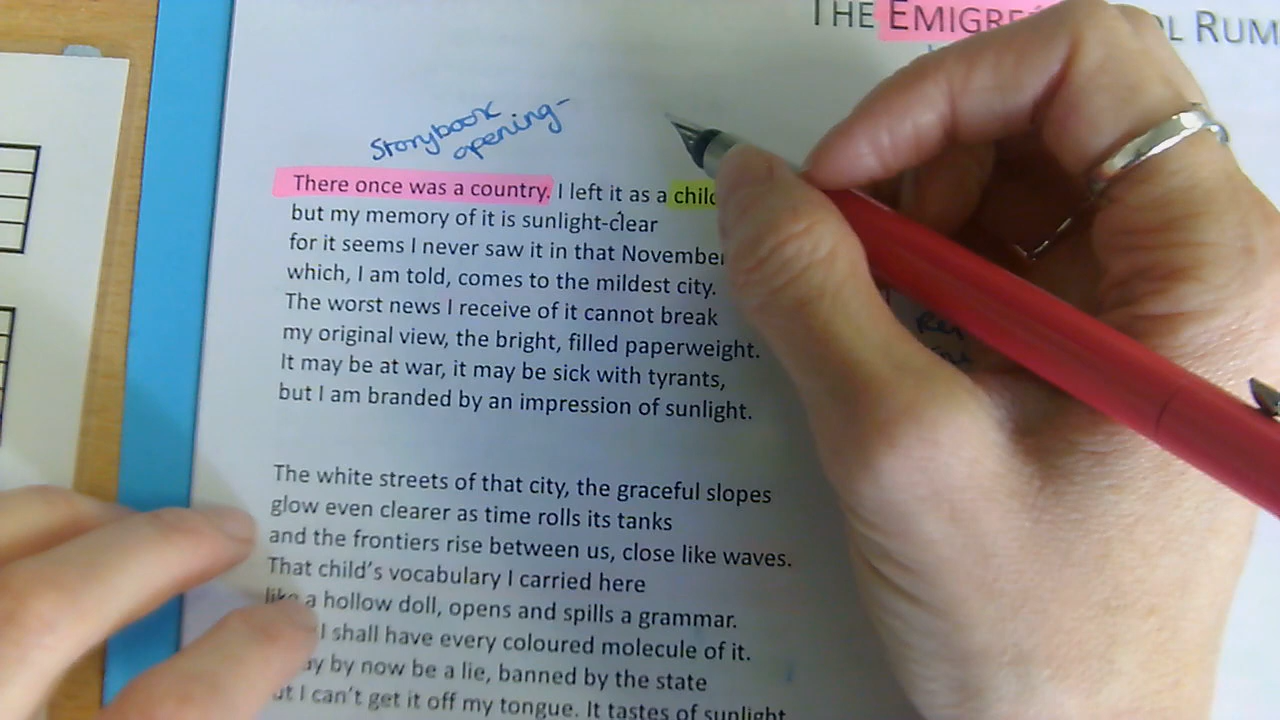 THE EMIGRÉ OL RUM
Storybook
opening-
There once was a country. I left it as a child
but my memory of it is sunlight-clear
for it seems I never saw it in that November
which, I am told, comes to the mildest city.
The worst news I receive of it cannot break
my original view, the bright, filled paperweight.
It may be at war, it may be sick with tyrants,
but I am branded by an impression of sunlight.
The white streets of that city, the graceful slopes
glow even clearer as time rolls its tanks
and the frontiers rise between us, close like waves.
That child's vocabulary I carried here
like a hollow doll, opens and spills a grammar.
I shall have every coloured molecule of it.
by now be a lie, banned by the state
but I can't get it off my tongue. It tastes of sunlight.